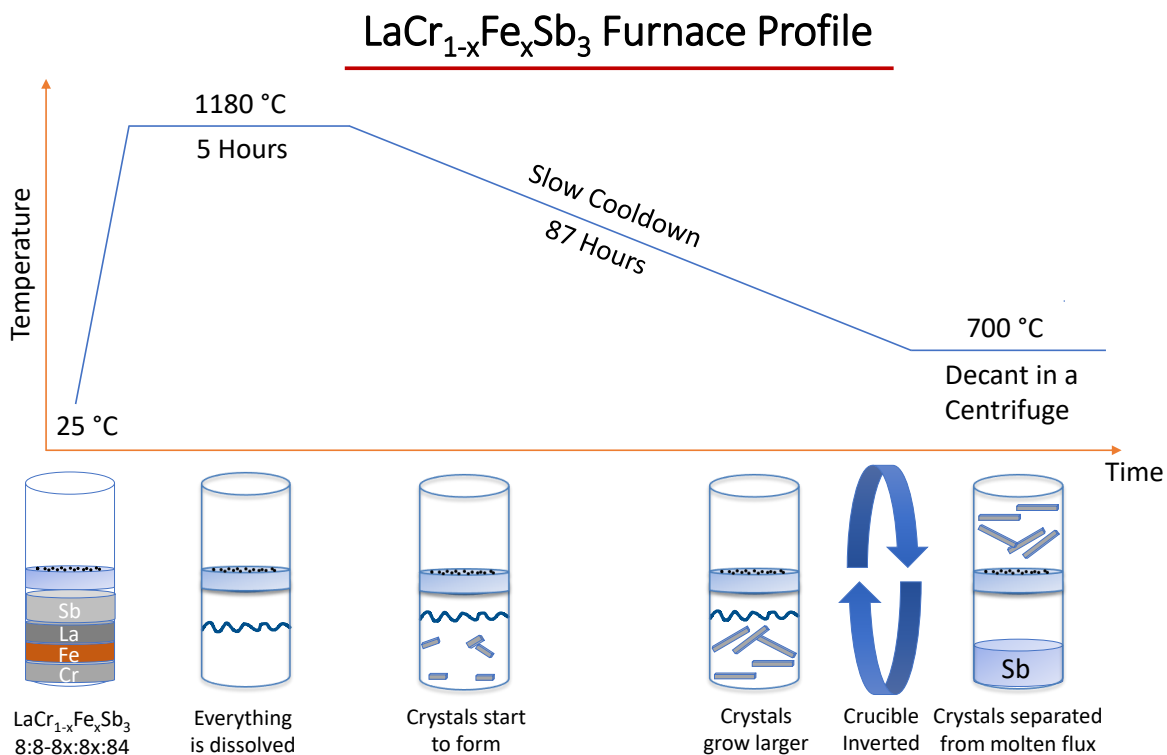 LaCr₁₋ₓFeₓSb₃ Furnace Profile
1180 °C
5 Hours
Slow Cooldown
87 Hours
700 °C
Decant in a
Centrifuge
25 °C
Temperature
Time
Sb
La
Fe
Cr
Sb
LaCr₁₋ₓFeₓSb₃
8:8-8x:8x:84
Everything
is dissolved
Crystals start
to form
Crystals
grow larger
Crucible
Inverted
Crystals separated
from molten flux